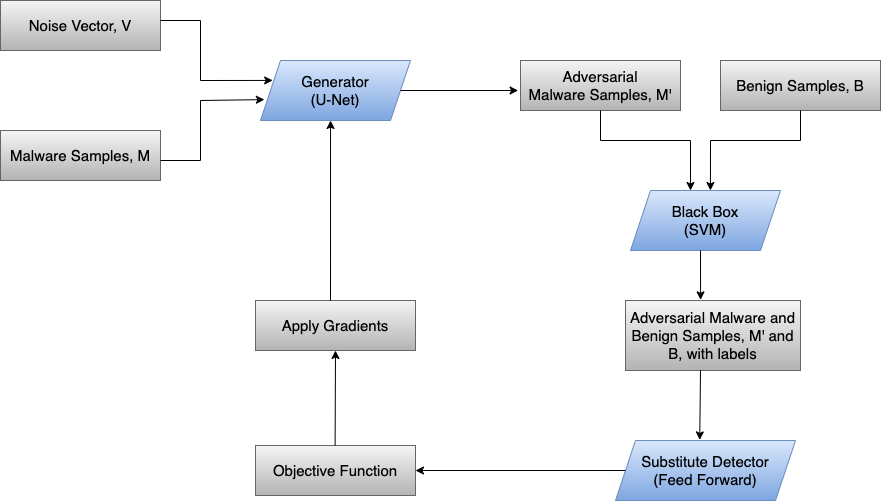 Noise Vector, V
Generator
(U-Net)
Adversarial
Malware Samples, M'
Benign Samples, B
Malware Samples, M
Black Box
(SVM)
Apply Gradients
Adversarial Malware and
Benign Samples, M' and
B, with labels
Objective Function
Substitute Detector
(Feed Forward)